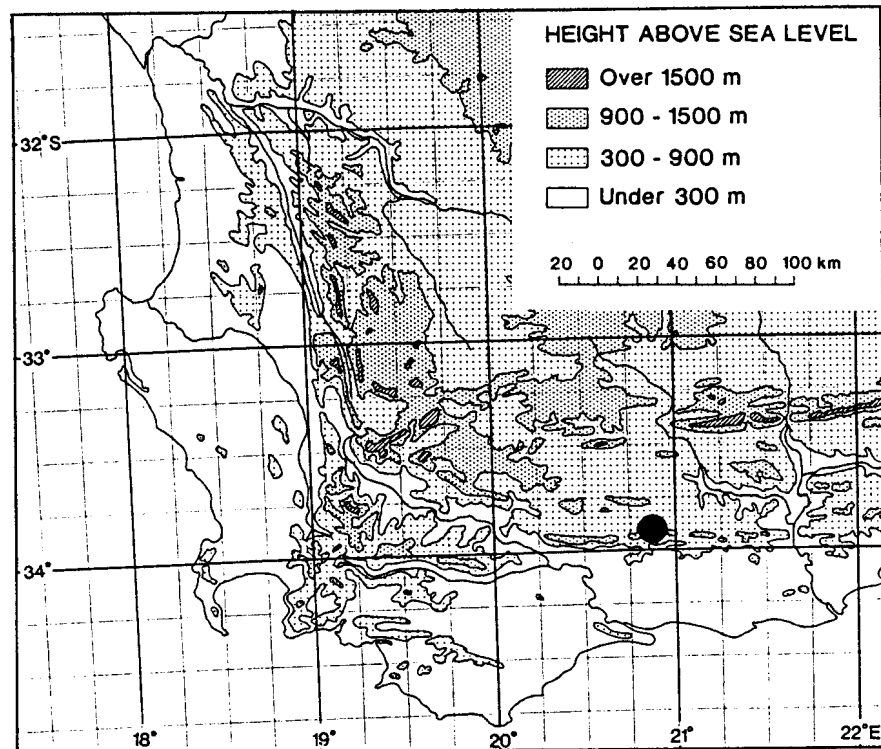 HEIGHT ABOVE SEA LEVEL
Over 1500 m
900 - 1500 m
300 - 900 m
Under 300 m
20 0 20 40 60 80 100 km
32°S
33°
34°
18° 19° 20° 21° 22°E